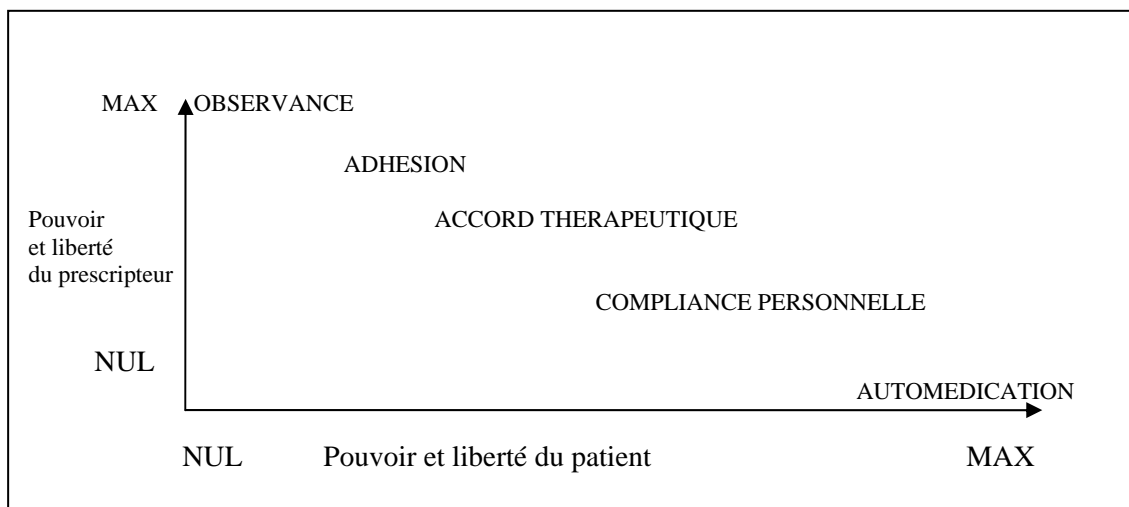 MAX OBSERVANCE
ADHESION
Pouvoir
et liberté
du prescripteur
ACCORD THERAPEUTIQUE
COMPLIANCE PERSONNELLE
NUL
AUTOMEDICATION
NUL Pouvoir et liberté du patient MAX